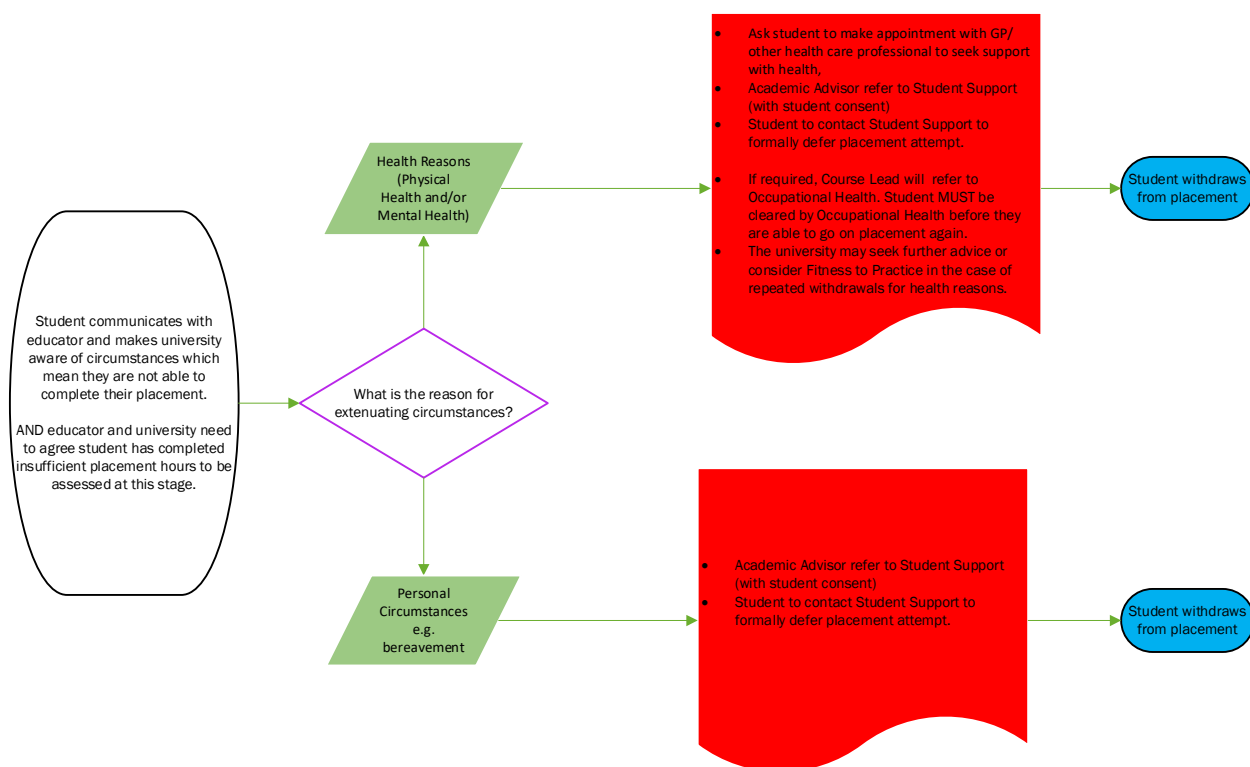 Student communicates with
educator and makes university
aware of circumstances which
mean they are not able to
complete their placement.
AND educator and university need
to agree student has completed
insufficient placement hours to be
assessed at this stage.
What is the reason for
extenuating circumstances?
Health Reasons
(Physical
Health and/or
Mental Health)
• Ask student to make appointment with GP/
other health care professional to seek support
with health,
• Academic Advisor refer to Student Support
(with student consent)
• Student to contact Student Support to
formally defer placement attempt.
• If required, Course Lead will refer to
Occupational Health. Student MUST be
cleared by Occupational Health before they
are able to go on placement again.
• The university may seek further advice or
consider Fitness to Practice in the case of
repeated withdrawals for health reasons.
Student withdraws
from placement
Personal
Circumstances
e.g.
bereavement
• Academic Advisor refer to Student Support
(with student consent)
• Student to contact Student Support to
formally defer placement attempt.
Student withdraws
from placement